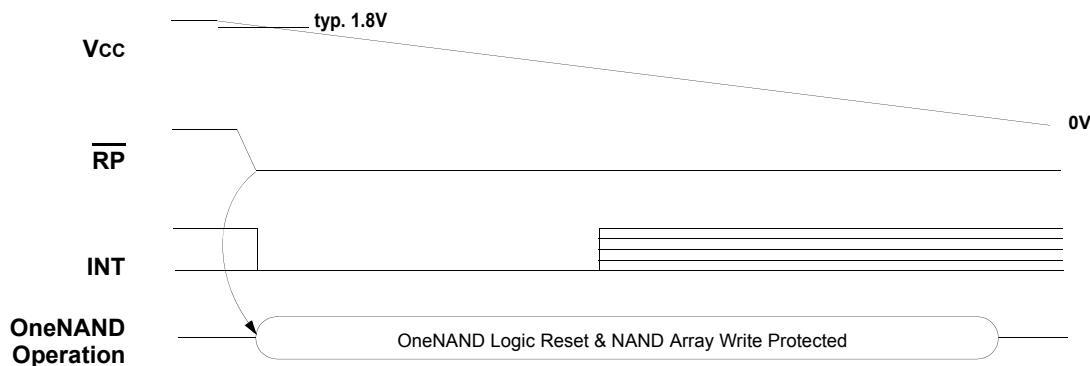 typ. 1.8V
Vcc
0V
RP
INT
OneNAND
Operation
OneNAND Logic Reset & NAND Array Write Protected